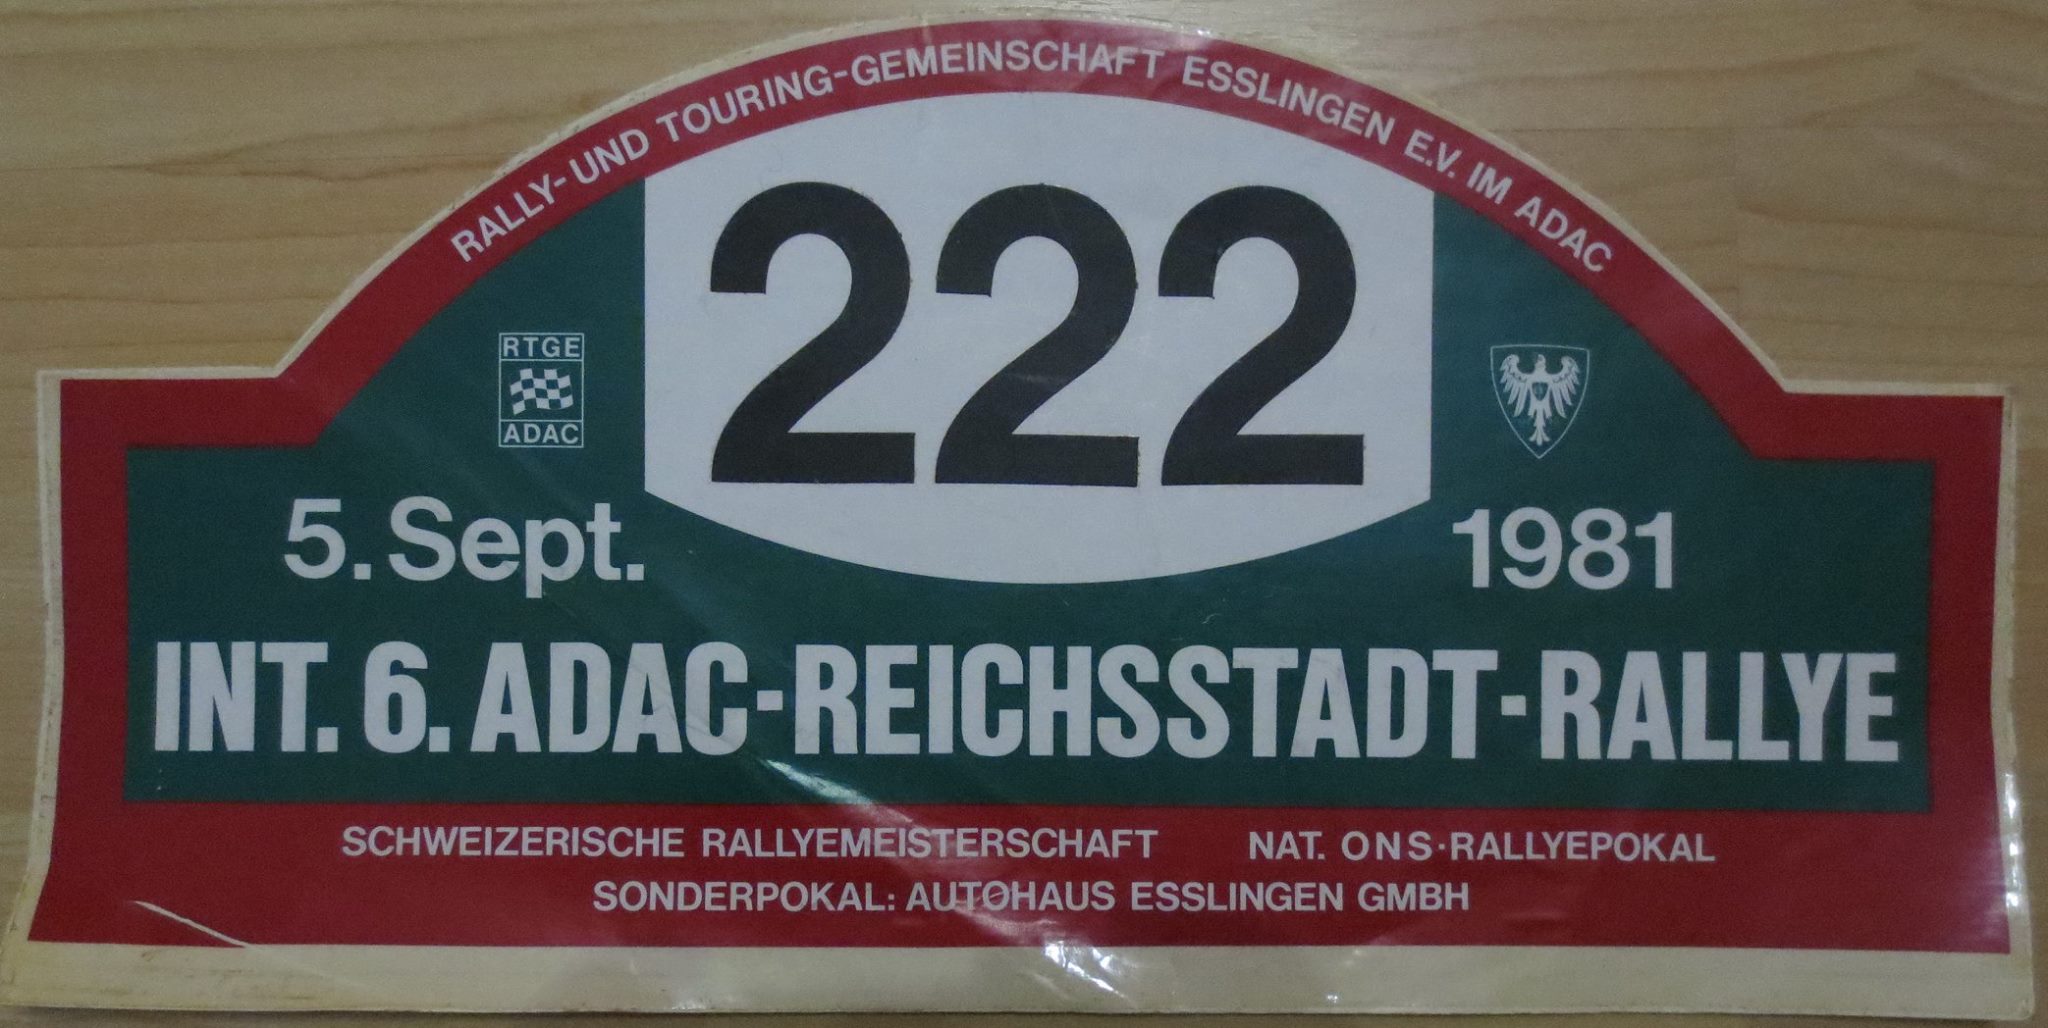 RALLY-UND TOURING-GEMEINSCHAFT ESSLINGEN E.V. IM ADAC
222
RTGE
ADAC
5. Sept. 1981
INT. 6. ADAC-REICHSSTADT-RALLYE
SCHWEIZERISCHE RALLYEMEISTERSCHAFT NAT. ONS·RALLYEPOKAL
SONDERPOKAL: AUTOHAUS ESSLINGEN GMBH